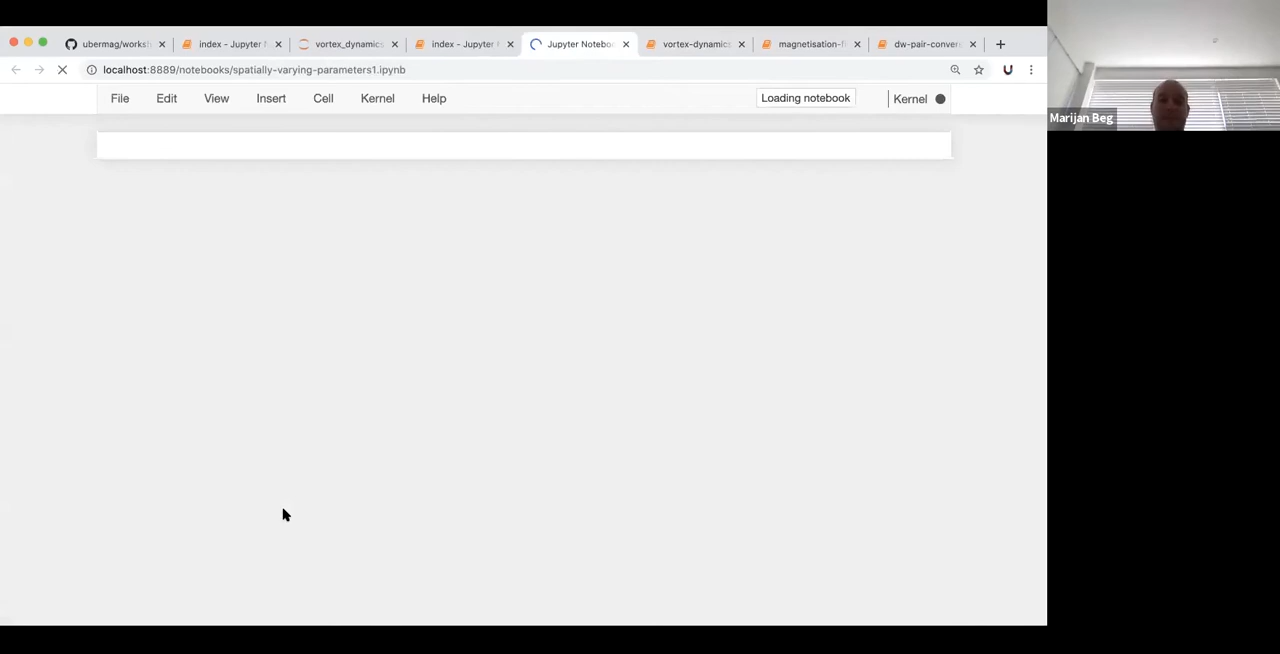 ubermag/works
index - Jupyter
vortex_dynamics
index - Jupyter
Jupyter Notebo
vortex-dynamics
magnetisation-f
dw-pair-conver
localhost:8889/notebooks/spatially-varying-parameters1.ipynb
File Edit View Insert Cell Kernel Help
Loading notebook
Kernel
Marijan Beg